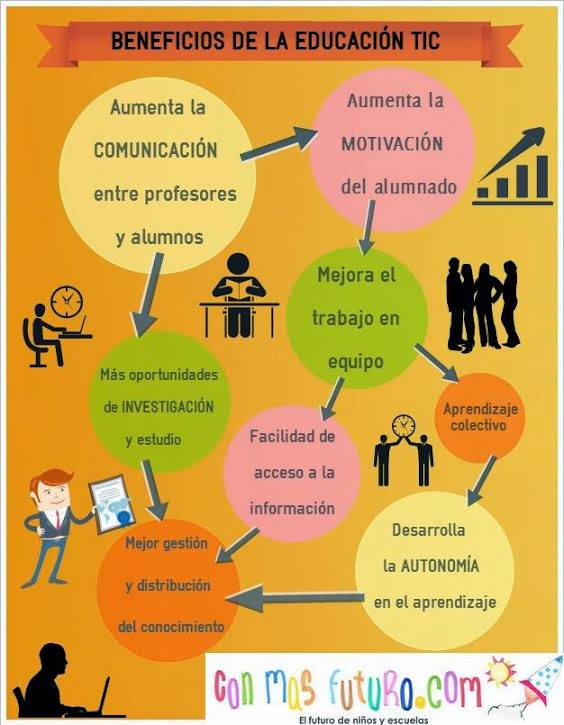 BENEFICIOS DE LA EDUCACIÓN TIC
Aumenta la
COMUNICACIÓN
entre profesores
y alumnos
Aumenta la
MOTIVACIÓN
del alumnado
Mejora el
trabajo en
equipo
Más oportunidades
de INVESTIGACIÓN
y estudio
Aprendizaje
colectivo
Facilidad de
acceso a la
información
Desarrolla
la AUTONOMÍA
en el aprendizaje
Mejor gestión
y distribución
del conocimiento
con mas futuro.com
El futuro de niños y escuelas